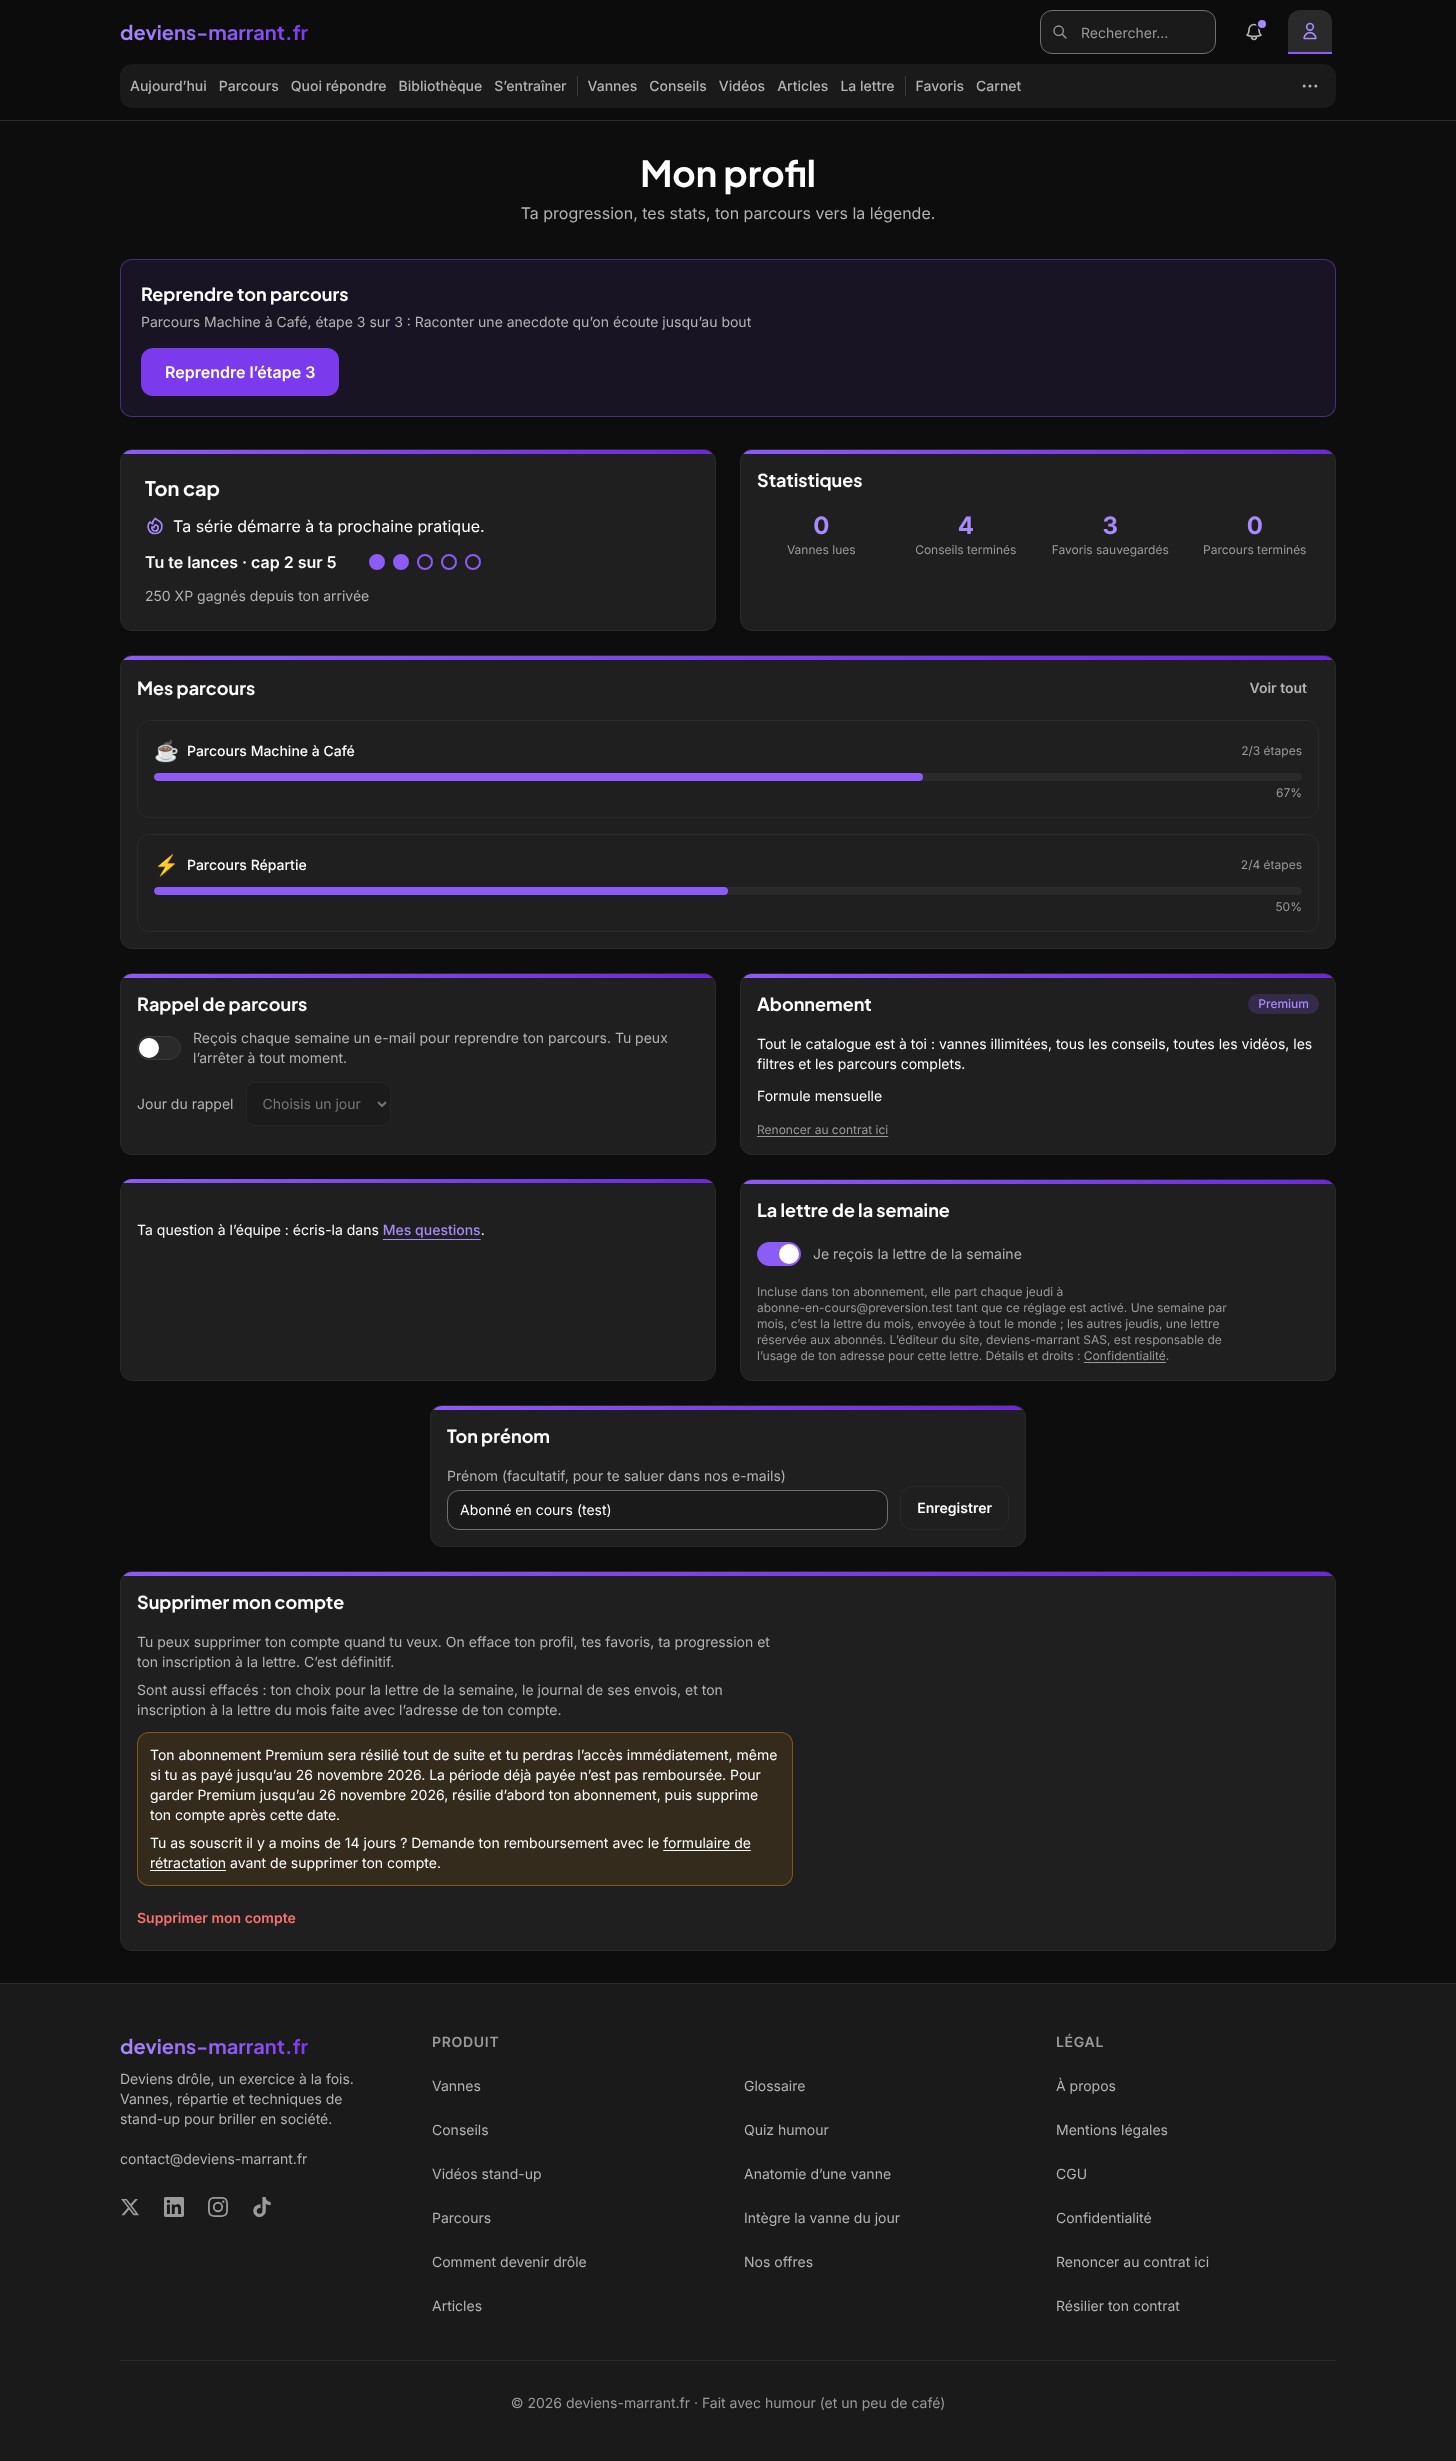 deviens-marrant.fr
Rechercher...
Aujourd’hui Parcours Quoi répondre Bibliothèque S’entraîner Vannes Conseils Vidéos Articles La lettre Favoris Carnet
Mon profil
Ta progression, tes stats, ton parcours vers la légende.
Reprendre ton parcours
Parcours Machine à Café, étape 3 sur 3 : Raconter une anecdote qu’on écoute jusqu’au bout
Reprendre l’étape 3
Ton cap
Ta série démarre à ta prochaine pratique.
Tu te lances · cap 2 sur 5
250 XP gagnés depuis ton arrivée
Statistiques
0 4 3 0
Vannes lues Conseils terminés Favoris sauvegardés Parcours terminés
Mes parcours
Voir tout
Parcours Machine à Café
2/3 étapes
67%
Parcours Répartie
2/4 étapes
50%
Rappel de parcours
Reçois chaque semaine un e-mail pour reprendre ton parcours. Tu peux
l’arrêter à tout moment.
Jour du rappel
Choisis un jour
Abonnement
Premium
Tout le catalogue est à toi : vannes illimitées, tous les conseils, toutes les vidéos, les
filtres et les parcours complets.
Formule mensuelle
Renoncer au contrat ici
Ta question à l’équipe : écris-la dans Mes questions.
La lettre de la semaine
Je reçois la lettre de la semaine
Incluse dans ton abonnement, elle part chaque jeudi à
abonne-en-cours@preversion.test tant que ce réglage est activé. Une semaine par
mois, c’est la lettre du mois, envoyée à tout le monde ; les autres jeudis, une lettre
réservée aux abonnés. L’éditeur du site, deviens-marrant SAS, est responsable de
l’usage de ton adresse pour cette lettre. Détails et droits : Confidentialité.
Ton prénom
Prénom (facultatif, pour te saluer dans nos e-mails)
Abonné en cours (test)
Enregistrer
Supprimer mon compte
Tu peux supprimer ton compte quand tu veux. On efface ton profil, tes favoris, ta progression et
ton inscription à la lettre. C’est définitif.
Sont aussi effacés : ton choix pour la lettre de la semaine, le journal de ses envois, et ton
inscription à la lettre du mois faite avec l’adresse de ton compte.
Ton abonnement Premium sera résilié tout de suite et tu perdras l’accès immédiatement, même
si tu as payé jusqu’au 26 novembre 2026. La période déjà payée n’est pas remboursée. Pour
garder Premium jusqu’au 26 novembre 2026, résilie d’abord ton abonnement, puis supprime
ton compte après cette date.
Tu as souscrit il y a moins de 14 jours ? Demande ton remboursement avec le formulaire de
rétractation avant de supprimer ton compte.
Supprimer mon compte
deviens-marrant.fr
Deviens drôle, un exercice à la fois.
Vannes, répartie et techniques de
stand-up pour briller en société.
contact@deviens-marrant.fr
PRODUIT
Vannes
Conseils
Vidéos stand-up
Parcours
Comment devenir drôle
Articles
Glossaire
Quiz humour
Anatomie d’une vanne
Intègre la vanne du jour
Nos offres
LÉGAL
À propos
Mentions légales
CGU
Confidentialité
Renoncer au contrat ici
Résilier ton contrat
© 2026 deviens-marrant.fr · Fait avec humour (et un peu de café)